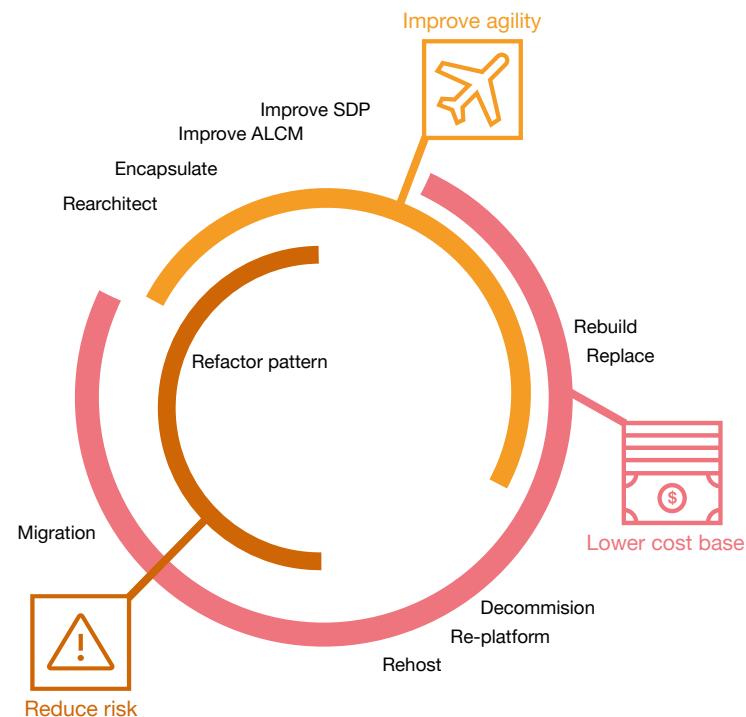 Improve agility
Improve SDP
Improve ALCM
Encapsulate
Rearchitect
Rebuild
Replace
Refactor pattern
$
Migration
Lower cost base
Decommision
Re-platform
Rehost
!
Reduce risk